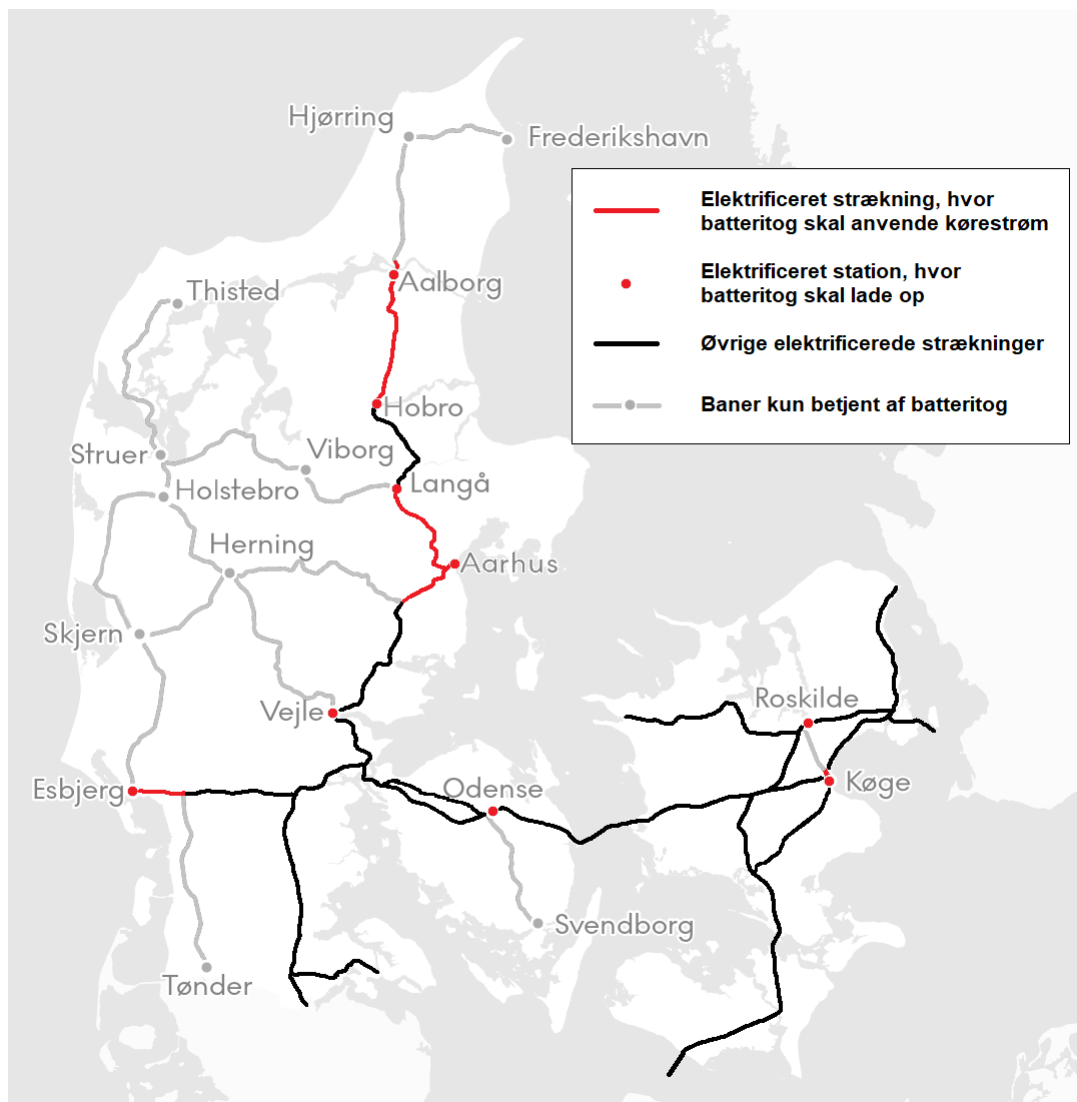 Hjørring
Frederikshavn
Elektrificeret strækning, hvor
batteritog skal anvende kørestrøm
Elektrificeret station, hvor
batteritog skal lade op
Øvrige elektrificerede strækninger
Baner kun betjent af batteritog
Aalborg
Thisted
Hobro
Viborg
Struer
Langå
Holstebro
Herning
Aarhus
Skjern
Roskilde
Vejle
Køge
Esbjerg
Odense
Svendborg
Tønder